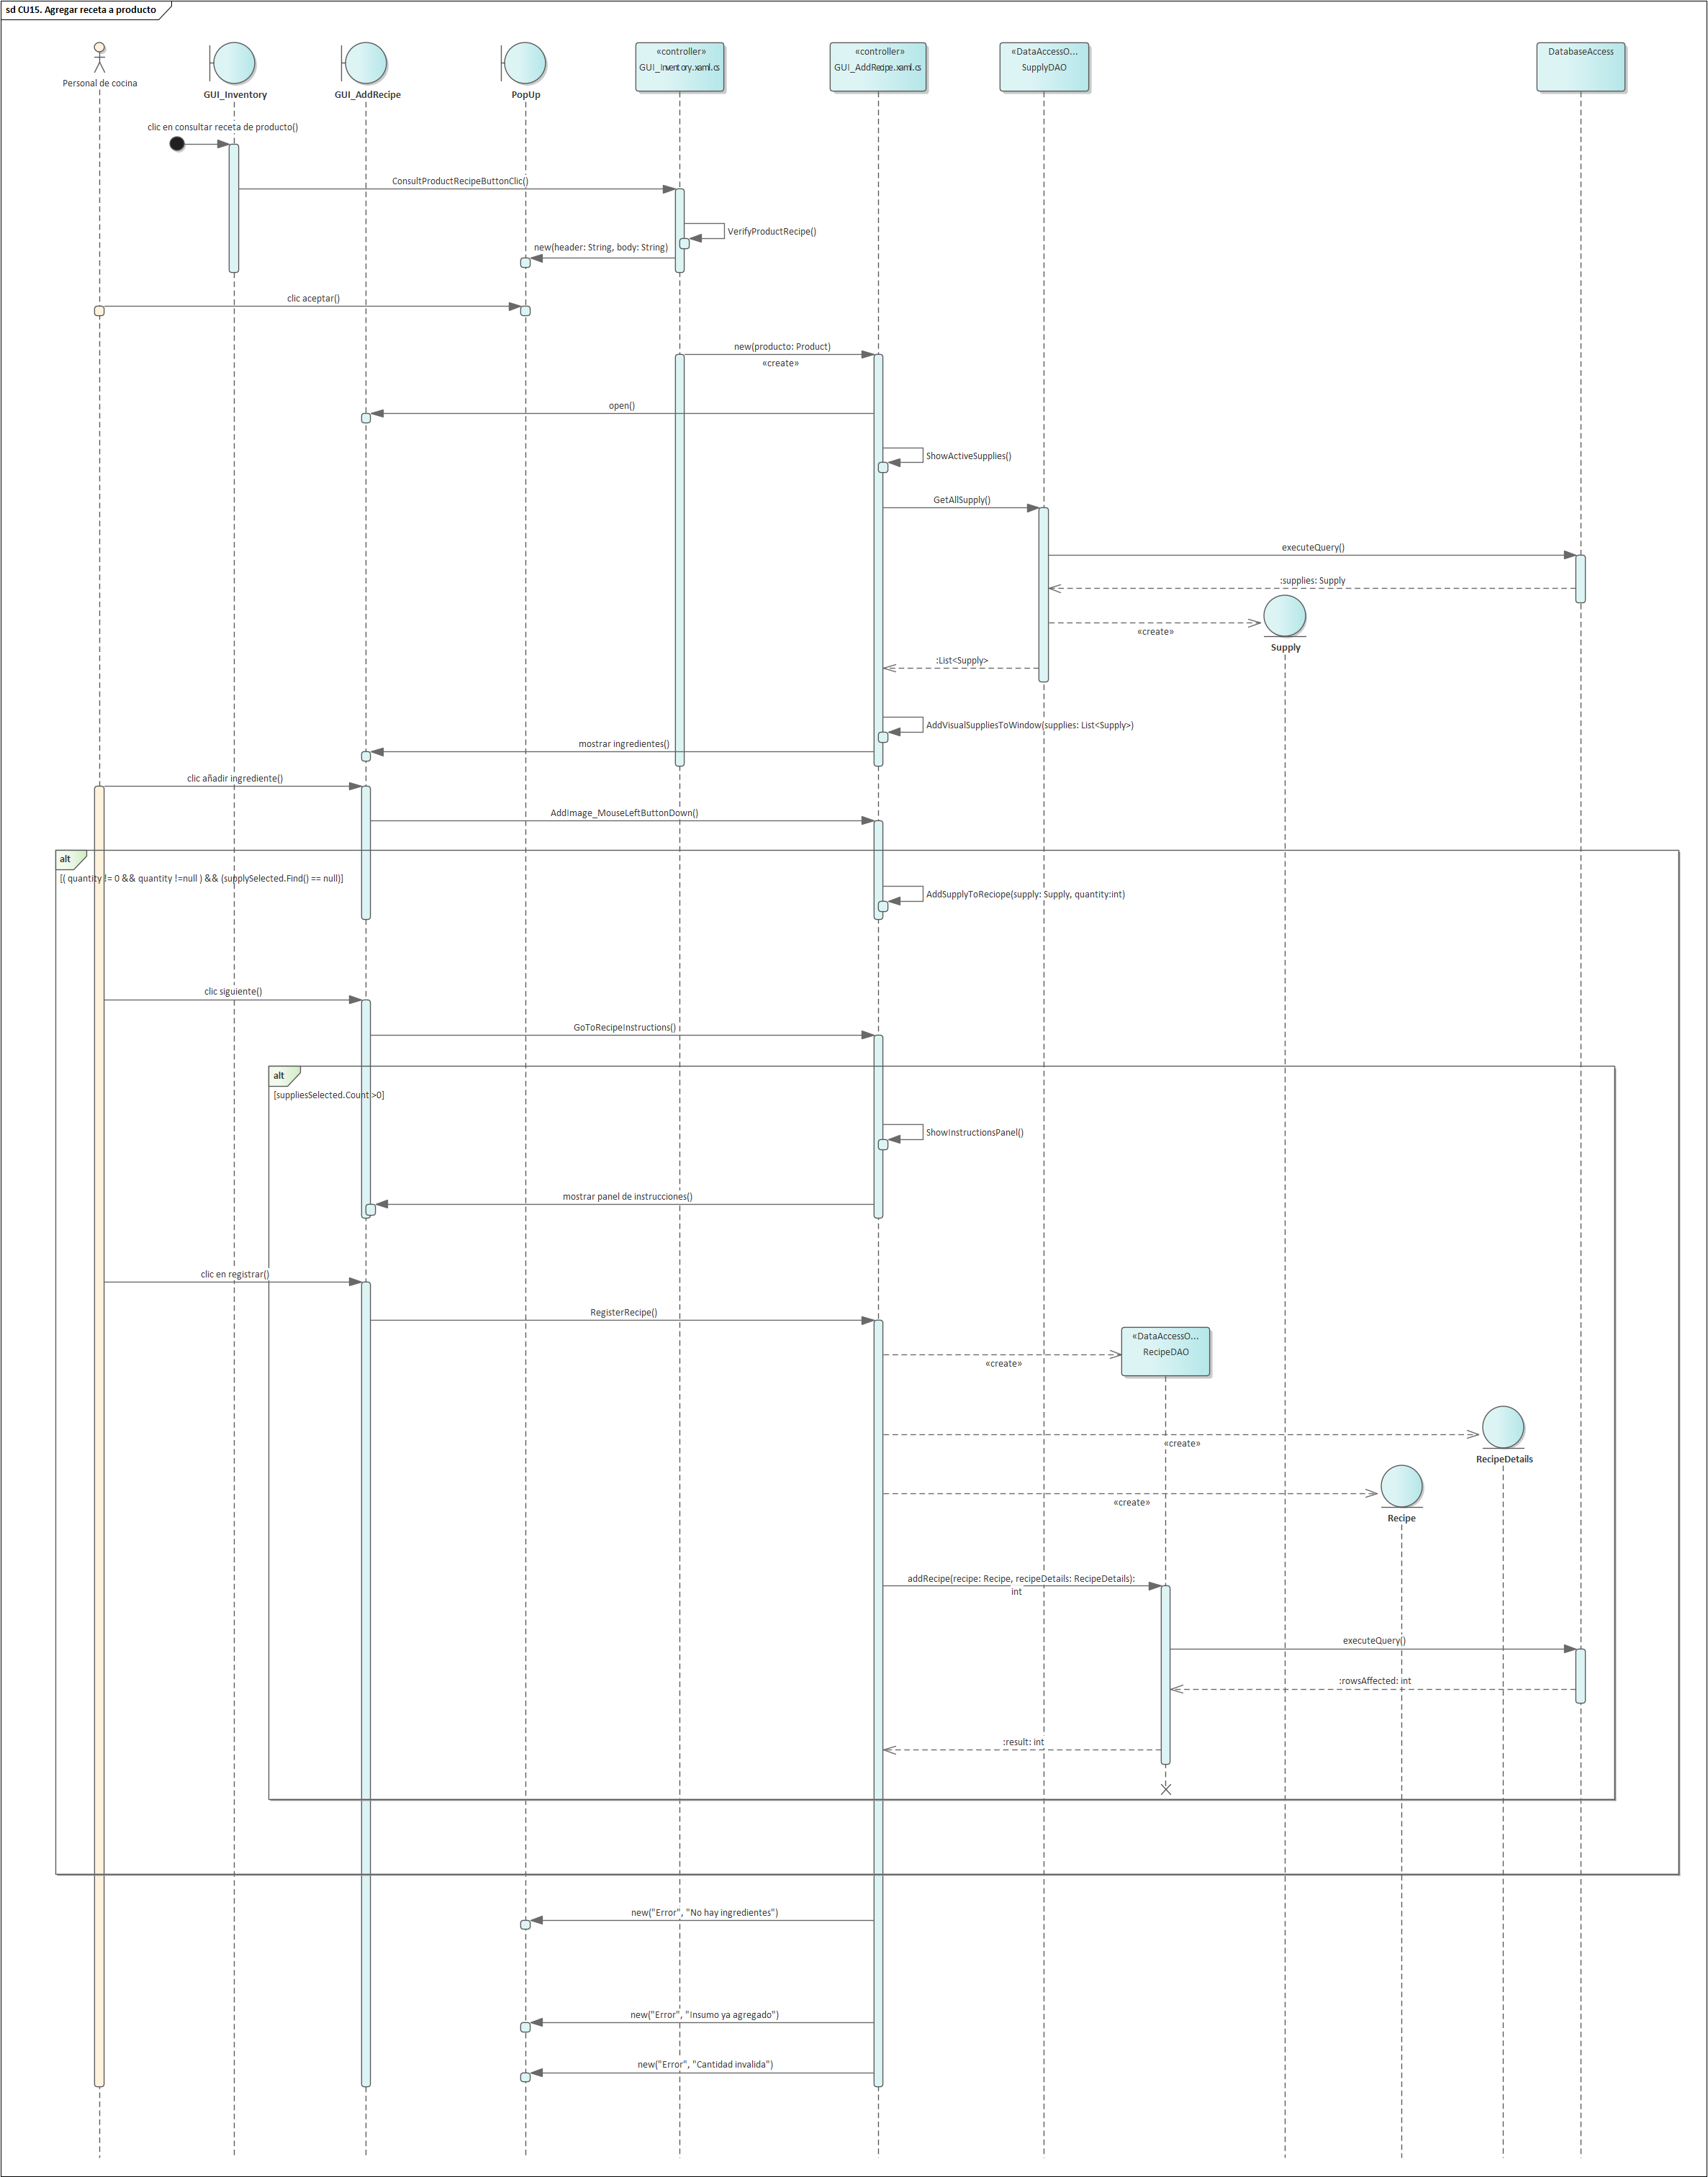 sd CU15. Agregar receta a producto
Personal de cocina
GUI_Inventory
GUI_AddRecipe
PopUp
«controller»
GUI_Inventory.xaml.cs
«controller»
GUI_AddRecipe.xaml.cs
«DataAccessO...
SupplyDAO
DatabaseAccess
clic en consultar receta de producto()
ConsultProductRecipeButtonClic()
VerifyProductRecipe()
new(header: String, body: String)
clic aceptar()
new(producto: Product)
«create»
open()
ShowActiveSupplies()
GetAllSupply()
executeQuery()
:supplies: Supply
«create»
Supply
:List<Supply>
AddVisualSuppliesToWindow(supplies: List<Supply>)
mostrar ingredientes()
clic añadir ingrediente()
AddImage_MouseLeftButtonDown()
alt
[( quantity != 0 && quantity !=null ) && (supplySelected.Find() == null)]
AddSupplyToReciope(supply: Supply, quantity:int)
clic siguiente()
GoToRecipeInstructions()
alt
[suppliesSelected.Count >0]
ShowInstructionsPanel()
mostrar panel de instrucciones()
clic en registrar()
RegisterRecipe()
«DataAccessO...
RecipeDAO
«create»
«create»
RecipeDetails
«create»
Recipe
addRecipe(recipe: Recipe, recipeDetails: RecipeDetails):
int
executeQuery()
:rowsAffected: int
:result: int
new("Error", "No hay ingredientes")
new("Error", "Insumo ya agregado")
new("Error", "Cantidad invalida")